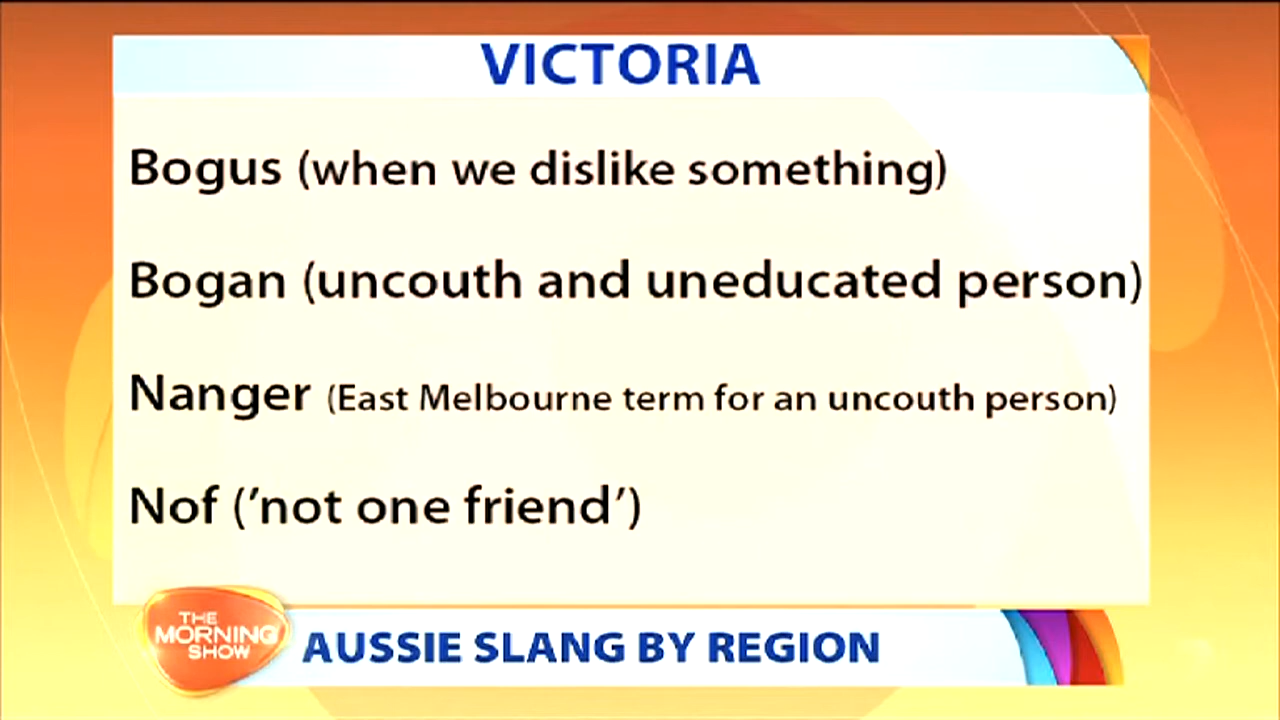 VICTORIA
Bogus (when we dislike something)
Bogan (uncouth and uneducated person)
Nanger (East Melbourne term for an uncouth person)
Nof ('not one friend')
THE
MORNING
SHOW
AUSSIE SLANG BY REGION